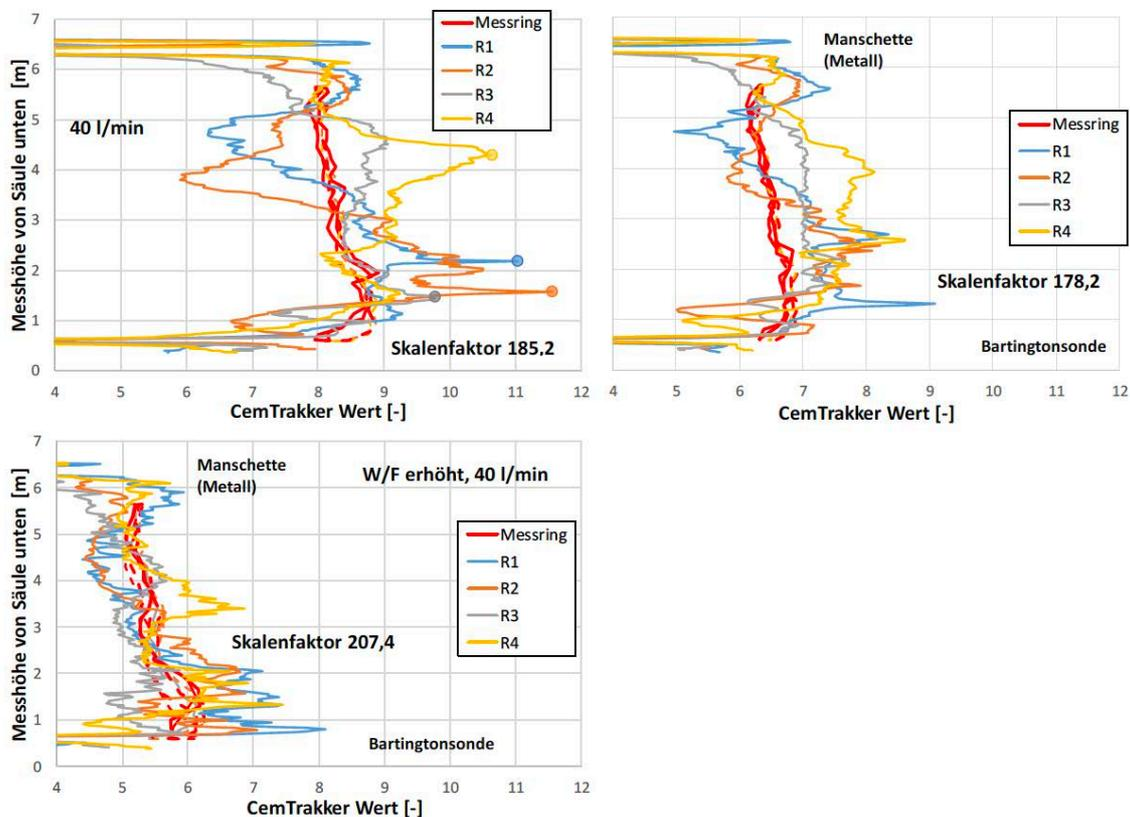 7
6
5
4
3
2
1
0
Messhöhe von Säule unten [m]
40 l/min
Messring
R1
R2
R3
R4
Skalenfaktor 185,2
4 5 6 7 8 9 10 11 12
CemTrakker Wert [-]
Manschette
(Metall)
Messring
R1
R2
R3
R4
Skalenfaktor 178,2
Bartingtonsonde
4 5 6 7 8 9 10 11 12
CemTrakker Wert [-]
7
6
5
4
3
2
1
0
Messhöhe von Säule unten [m]
Manschette
(Metall)
W/F erhöht, 40 l/min
Messring
R1
R2
R3
R4
Skalenfaktor 207,4
Bartingtonsonde
4 5 6 7 8 9 10 11 12
CemTrakker Wert [-]